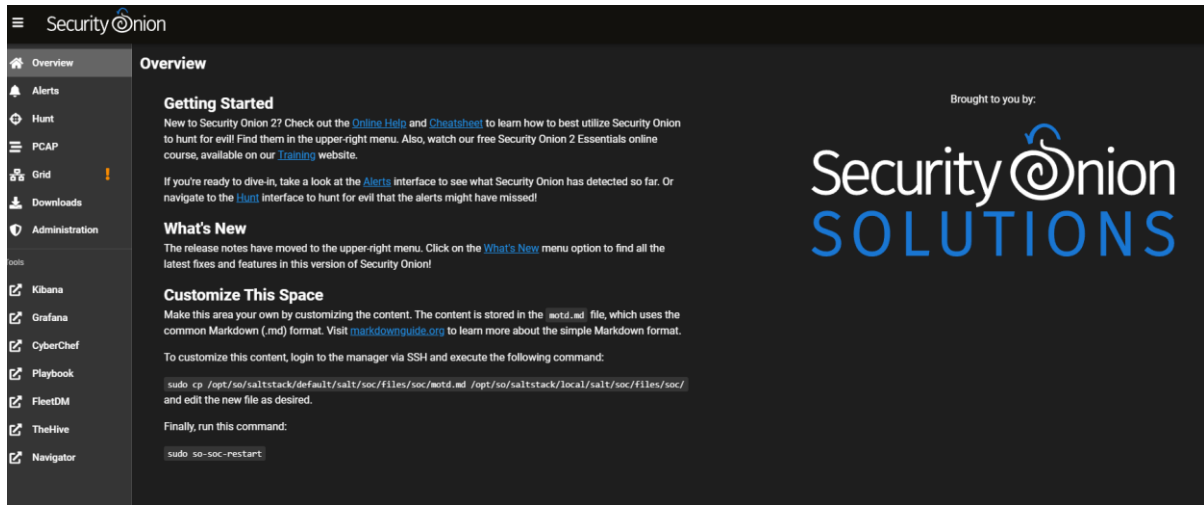 Security Onion
Overview
Alerts
Hunt
PCAP
Grid !
Downloads
Administration
Tools
Kibana
Grafana
CyberChef
Playbook
FleetDM
TheHive
Navigator
Overview
Getting Started
New to Security Onion 2? Check out the Online Help and Cheatsheet to learn how to best utilize Security Onion
to hunt for evil! Find them in the upper-right menu. Also, watch our free Security Onion 2 Essentials online
course, available on our Training website.
If you're ready to dive-in, take a look at the Alerts interface to see what Security Onion has detected so far. Or
navigate to the Hunt interface to hunt for evil that the alerts might have missed!
What's New
The release notes have moved to the upper-right menu. Click on the What's New menu option to find all the
latest fixes and features in this version of Security Onion!
Customize This Space
Make this area your own by customizing the content. The content is stored in the motd.md file, which uses the
common Markdown (.md) format. Visit markdownguide.org to learn more about the simple Markdown format.
To customize this content, login to the manager via SSH and execute the following command:
sudo cp /opt/so/saltstack/default/salt/soc/files/soc/motd.md /opt/so/saltstack/local/salt/soc/files/soc/
and edit the new file as desired.
Finally, run this command:
sudo so-soc-restart
Brought to you by:
Security Onion
SOLUTIONS